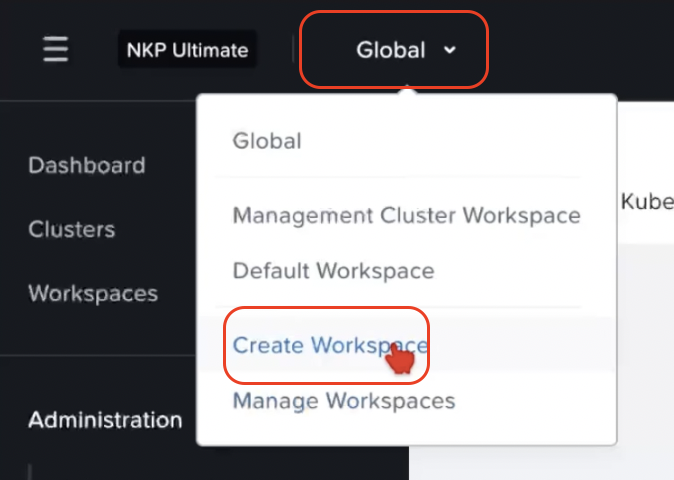 NKP Ultimate
Global
Global
Management Cluster Workspace
Default Workspace
Create Workspace
Manage Workspaces
Dashboard
Clusters
Workspaces
Administration
Kube